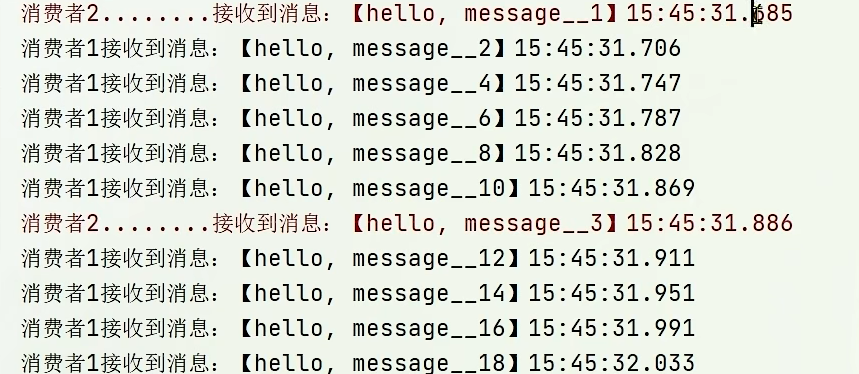 消费者2........接收到消息：【hello, message__1】15:45:31.685
消费者1接收到消息：【hello, message__2】15:45:31.706
消费者1接收到消息：【hello, message__4】15:45:31.747
消费者1接收到消息：【hello, message__6】15:45:31.787
消费者1接收到消息：【hello, message__8】15:45:31.828
消费者1接收到消息：【hello, message__10】15:45:31.869
消费者2........接收到消息：【hello, message__3】15:45:31.886
消费者1接收到消息：【hello, message__12】15:45:31.911
消费者1接收到消息：【hello, message__14】15:45:31.951
消费者1接收到消息：【hello, message__16】15:45:31.991
消费者1接收到消息：【hello, message__18】15:45:32.033